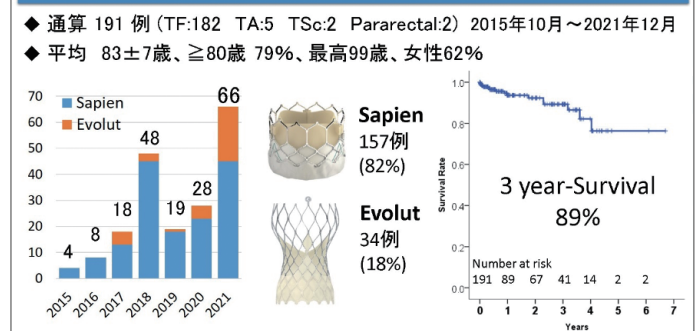 ◆ 通算 191 例 (TF:182 TA:5 TSc:2 Pararectal:2) 2015年10月～2021年12月
◆ 平均 83±7歳、≧80歳 79%、最高99歳、女性62%
70
60
50
40
30
20
10
0
Sapien
Evolut
4
8
18
48
19
28
66
2015
2016
2017
2018
2019
2020
2021
Sapien
157例
(82%)
Evolut
34例
(18%)
Survival Rate
1.0
0.8
0.6
0.4
0.2
0.0
3 year-Survival
89%
Number at risk
191 89 67 41 14 2 2
0 1 2 3 4 5 6 7
Years